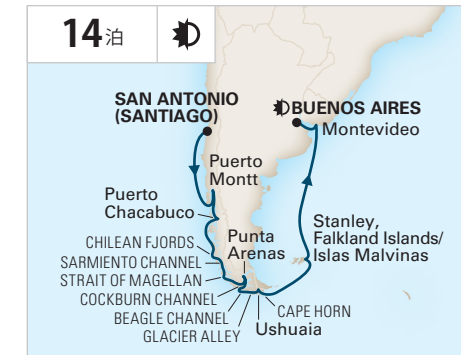 14泊
SAN ANTONIO
(SANTIAGO)
BUENOS AIRES
Montevideo
Puerto
Montt
Puerto
Chacabuco
CHILEAN FJORDS
SARMIENTO CHANNEL
STRAIT OF MAGELLAN
COCKBURN CHANNEL
BEAGLE CHANNEL
GLACIER ALLEY
Punta
Arenas
Stanley,
Falkland Islands/
Islas Malvinas
CAPE HORN
Ushuaia